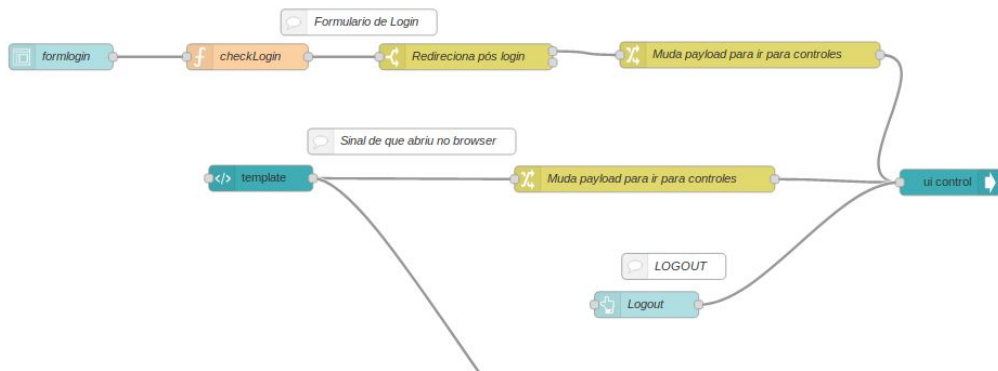 Formulario de Login
formlogin
checkLogin
Redireciona pós login
Muda payload para ir para controles
Sinal de que abriu no browser
template
Muda payload para ir para controles
ui control
LOGOUT
Logout